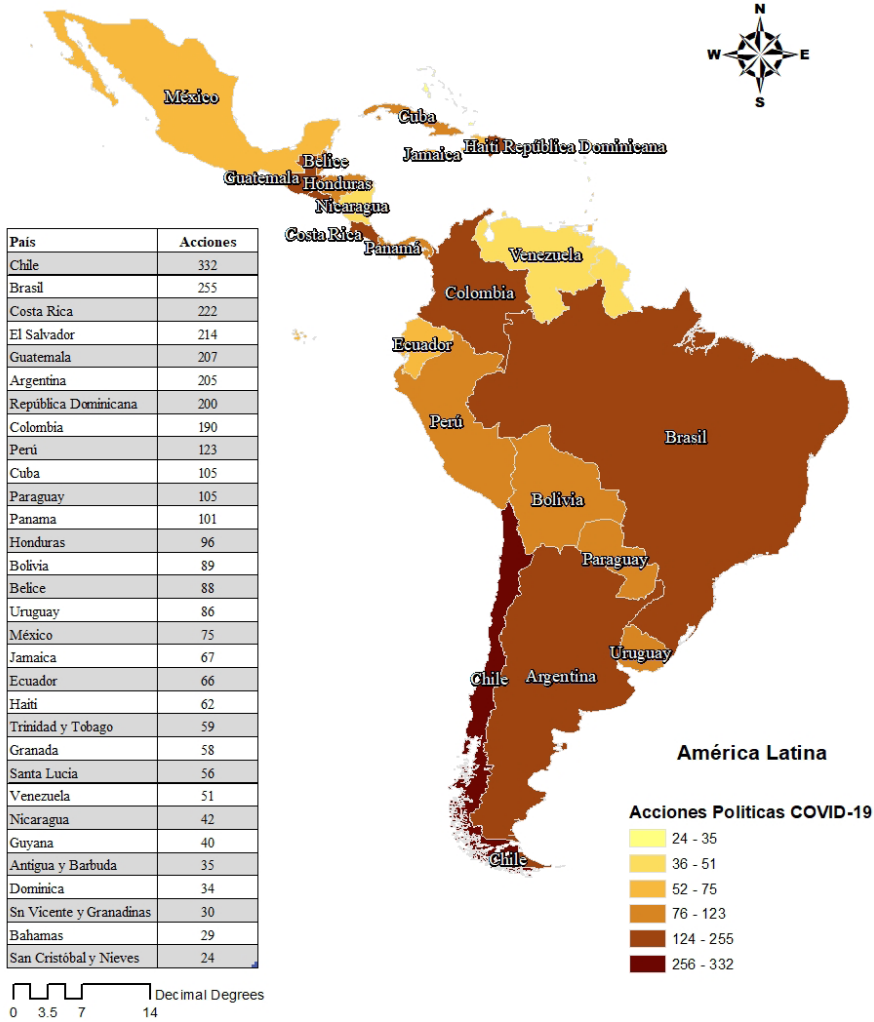 N
W E
S
México
Cuba
Haiti República Dominicana
Jamaica
Belice
Guatemala
Honduras
Nicaragua
Costa Rica
Panamá
Venezuela
Colombia
Ecuador
Perú
Brasil
Bolivia
Paraguay
Uruguay
Chile
Argentina
Chile
País Acciones
Chile 332
Brasil 255
Costa Rica 222
El Salvador 214
Guatemala 207
Argentina 205
República Dominicana 200
Colombia 190
Perú 123
Cuba 105
Paraguay 105
Panama 101
Honduras 96
Bolivia 89
Belice 88
Uruguay 86
México 75
Jamaica 67
Ecuador 66
Haiti 62
Trinidad y Tobago 59
Granada 58
Santa Lucia 56
Venezuela 51
Nicaragua 42
Guyana 40
Antigua y Barbuda 35
Dominica 34
Sn Vicente y Granadinas 30
Bahamas 29
San Cristóbal y Nieves 24
Decimal Degrees
0 3.5 7 14
América Latina
Acciones Politicas COVID-19
24 - 35
36 - 51
52 - 75
76 - 123
124 - 255
256 - 332